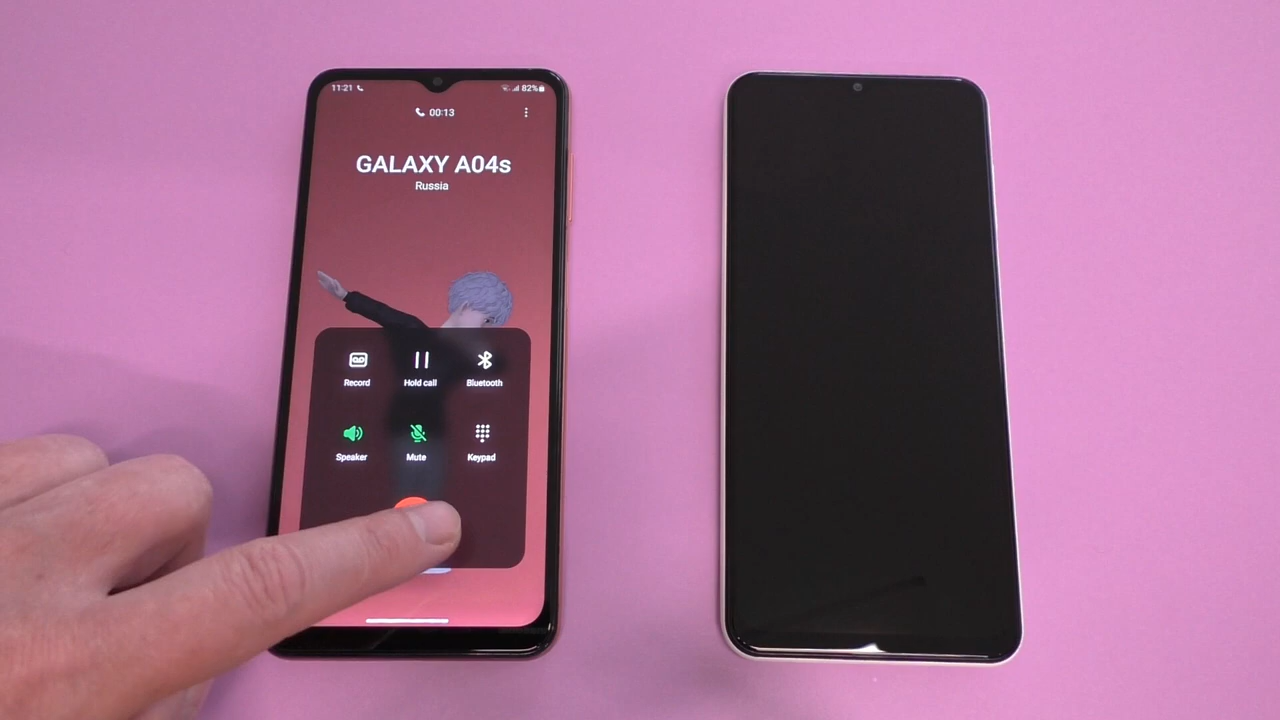 11:21
82%
00:13
GALAXY A04s
Russia
Record Hold call Bluetooth
Speaker Mute Keypad